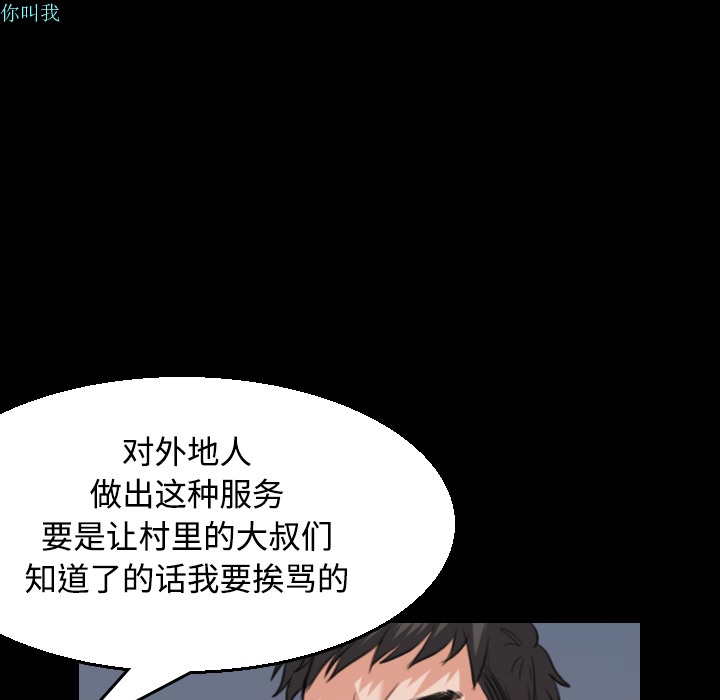 你叫我
对外地人
做出这种服务
要是让村里的大叔们
知道了的话我要挨骂的